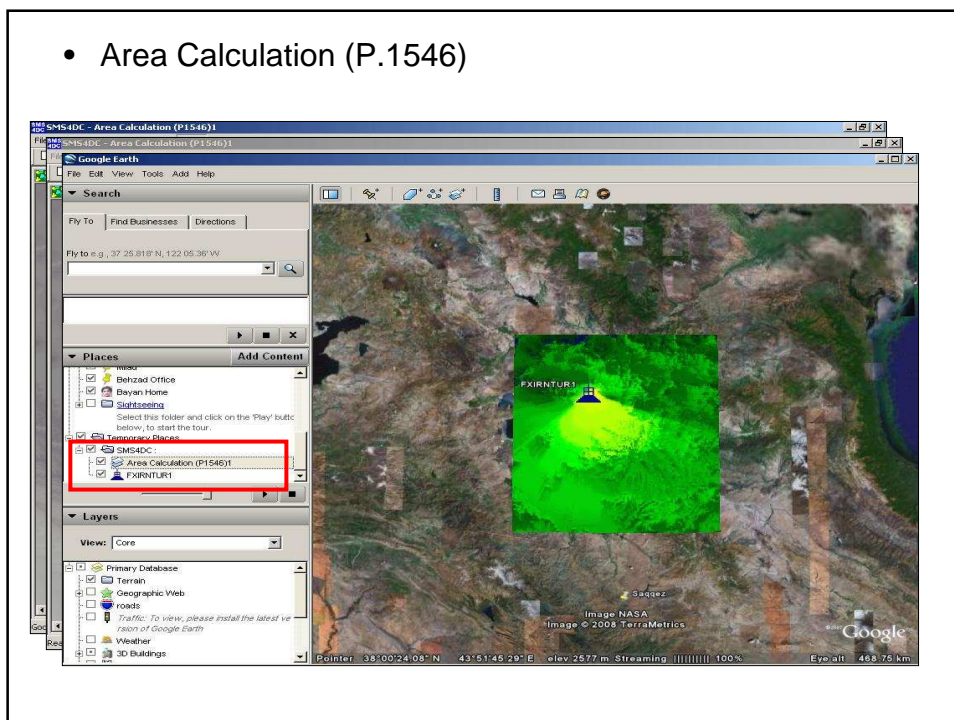 • Area Calculation (P.1546)
SMS4DC - Area Calculation (P1546)1
SMS4DC - Area Calculation (P1546)1
Google Earth
File Edit View Tools Add Help
Search
Fly To Find Businesses Directions
Fly to e.g., 37 25.818' N, 122 05.36' W
Places Add Content
Milad
Behzad Office
Bayan Home
Sightseeing
Select this folder and click on the 'Play' butto
below, to start the tour.
Temporary Places
SMS4DC :
Area Calculation (P1546)1
FXIRNTUR1
Layers
View: Core
Primary Database
Terrain
Geographic Web
roads
Traffic: To view, please install the latest ve
rsion of Google Earth
Weather
3D Buildings
FXIRNTUR1
Saqqez
Image NASA
Image © 2008 TerraMetrics
Google
Pointer 38°00'24.08" N 43°51'45.29" E elev 2577 m Streaming |||||||||| 100% Eye alt 468.75 km